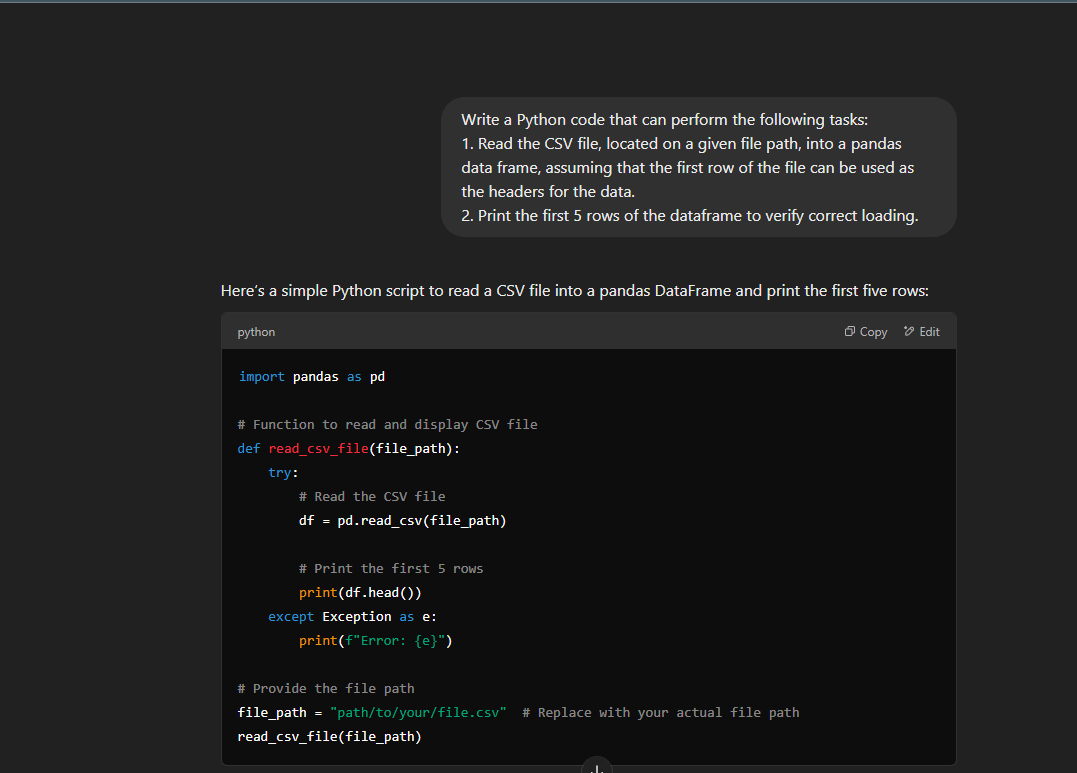 Write a Python code that can perform the following tasks:
1. Read the CSV file, located on a given file path, into a pandas
data frame, assuming that the first row of the file can be used as
the headers for the data.
2. Print the first 5 rows of the dataframe to verify correct loading.
Here's a simple Python script to read a CSV file into a pandas DataFrame and print the first five rows:
python Copy Edit
import pandas as pd
# Function to read and display CSV file
def read_csv_file(file_path):
    try:
        # Read the CSV file
        df = pd.read_csv(file_path)
        # Print the first 5 rows
        print(df.head())
    except Exception as e:
        print(f"Error: {e}")
# Provide the file path
file_path = "path/to/your/file.csv"  # Replace with your actual file path
read_csv_file(file_path)